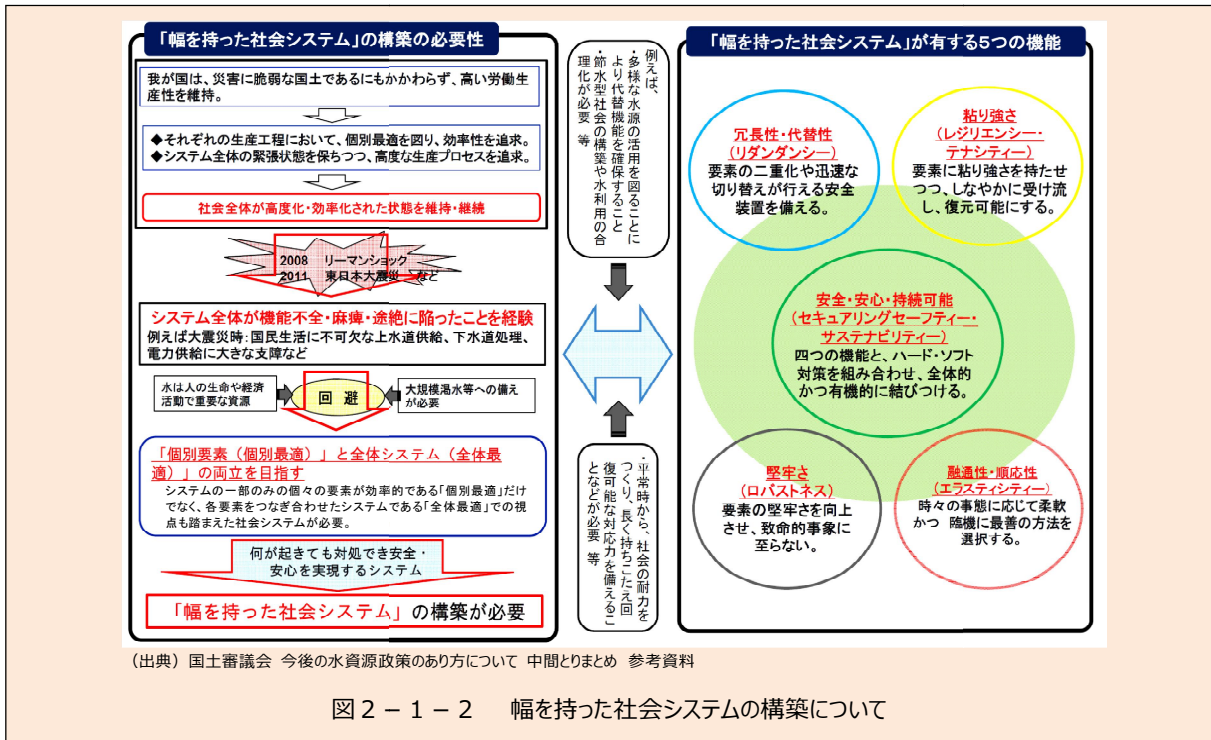 「幅を持った社会システム」の構築の必要性
我が国は、災害に脆弱な国土であるにもかかわらず、高い労働生
産性を維持。
◆それぞれの生産工程において、個別最適を図り、効率性を追求。
◆システム全体の緊張状態を保ちつつ、高度な生産プロセスを追求。
社会全体が高度化・効率化された状態を維持・継続
2008 リーマンショック
2011 東日本大震災 など
システム全体が機能不全・麻痺・途絶に陥ったことを経験
例えば大震災時：国民生活に不可欠な上水道供給、下水道処理、
電力供給に大きな支障など
水は人の生命や経済
活動で重要な資源
回 避
大規模渇水等への備え
が必要
「個別要素（個別最適）」と全体システム（全体最
適）」の両立を目指す
システムの一部のみの個々の要素が効率的である「個別最適」だけ
でなく、各要素をつなぎ合わせたシステムである「全体最適」での視
点も踏まえた社会システムが必要。
何が起きても対処でき安全・
安心を実現するシステム
「幅を持った社会システム」の構築が必要
例えば、
・多様な水源の活用を図ることに
より代替機能を確保すること
・節水型社会の構築や水利用の合
理化が必要 等
・平常時から、社会の耐力を
つくり、長く持ちこたえ回
復可能な対応力を備えるこ
となどが必要 等
「幅を持った社会システム」が有する5つの機能
冗長性・代替性
（リダンダンシー）
要素の二重化や迅速な
切り替えが行える安全
装置を備える。
粘り強さ
（レジリエンシー・
テナシティー）
要素に粘り強さを持たせ
つつ、しなやかに受け流
し、復元可能にする。
安全・安心・持続可能
（セキュアリングセーフティー・
サステナビリティー）
四つの機能と、ハード・ソフト
対策を組み合わせ、全体的
かつ有機的に結びつける。
堅牢さ
（ロバストネス）
要素の堅牢さを向上
させ、致命的事象に
至らない。
融通性・順応性
（エラスティシティー）
時々の事態に応じて柔軟
かつ 臨機に最善の方法を
選択する。
（出典）国土審議会 今後の水資源政策のあり方について 中間とりまとめ 参考資料
図２－１－２ 幅を持った社会システムの構築について